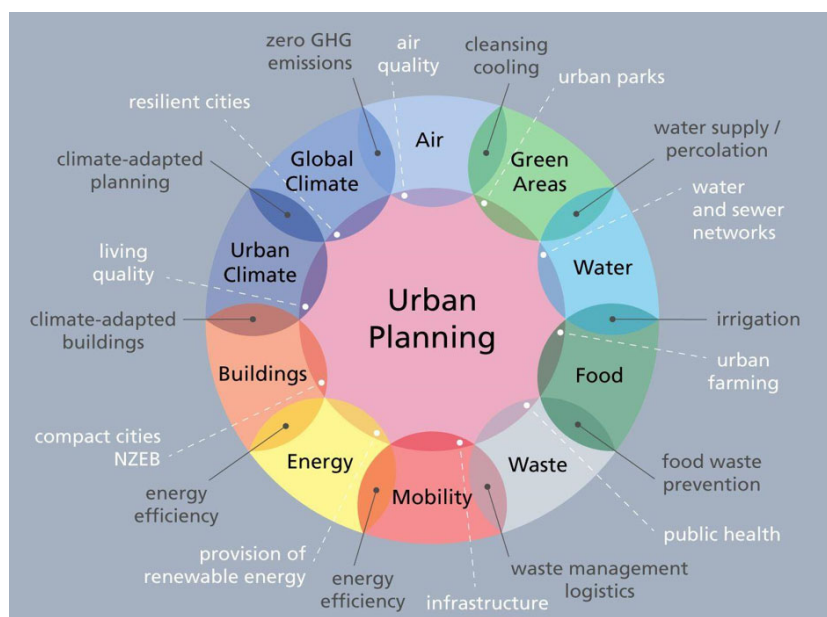 zero GHG
emissions
air
quality
cleansing
cooling
urban parks
resilient cities
water supply /
percolation
climate-adapted
planning
water
and sewer
networks
living
quality
climate-adapted
buildings
irrigation
urban
farming
compact cities
NZEB
food waste
prevention
energy
efficiency
public health
provision of
renewable energy
energy
efficiency
infrastructure
waste management
logistics
Air
Green
Areas
Water
Food
Waste
Mobility
Energy
Buildings
Urban
Climate
Global
Climate
Urban
Planning